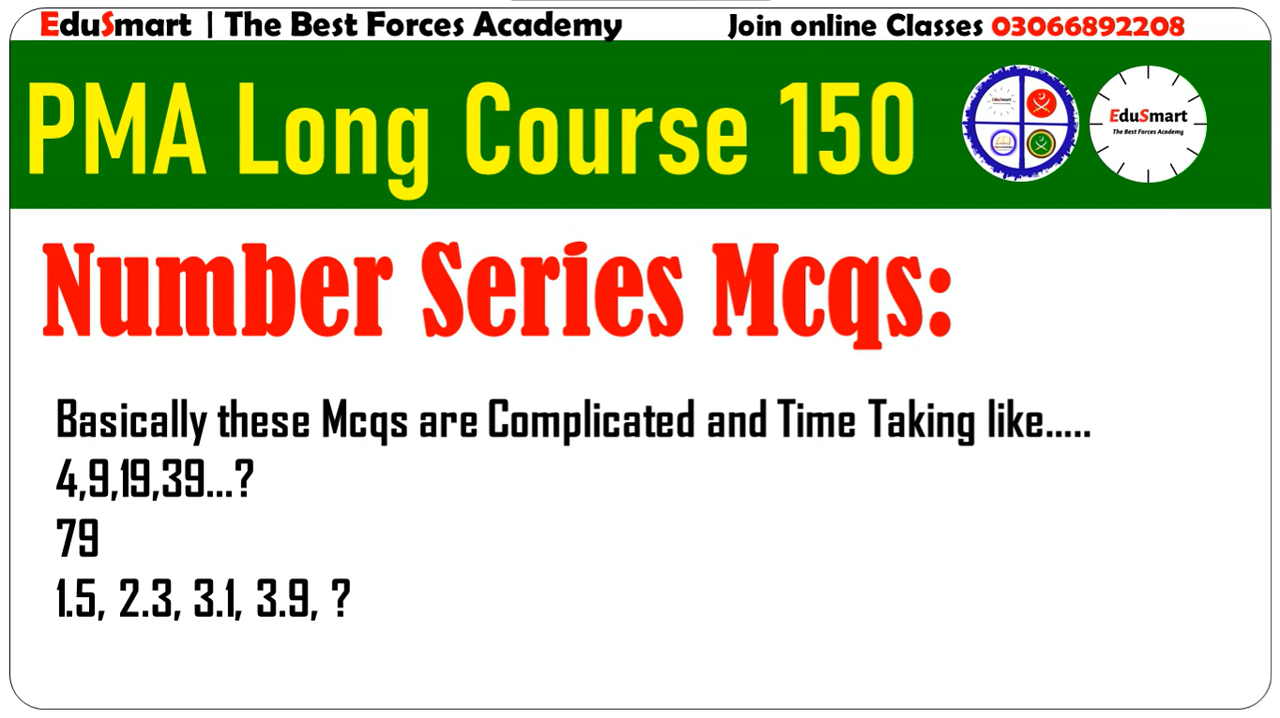 EduSmart | The Best Forces Academy Join online Classes 03066892208
PMA Long Course 150
EduSmart
The Best Forces Academy
Number Series Mcqs:
Basically these Mcqs are Complicated and Time Taking like.....
4,9,19,39...?
79
1.5, 2.3, 3.1, 3.9, ?